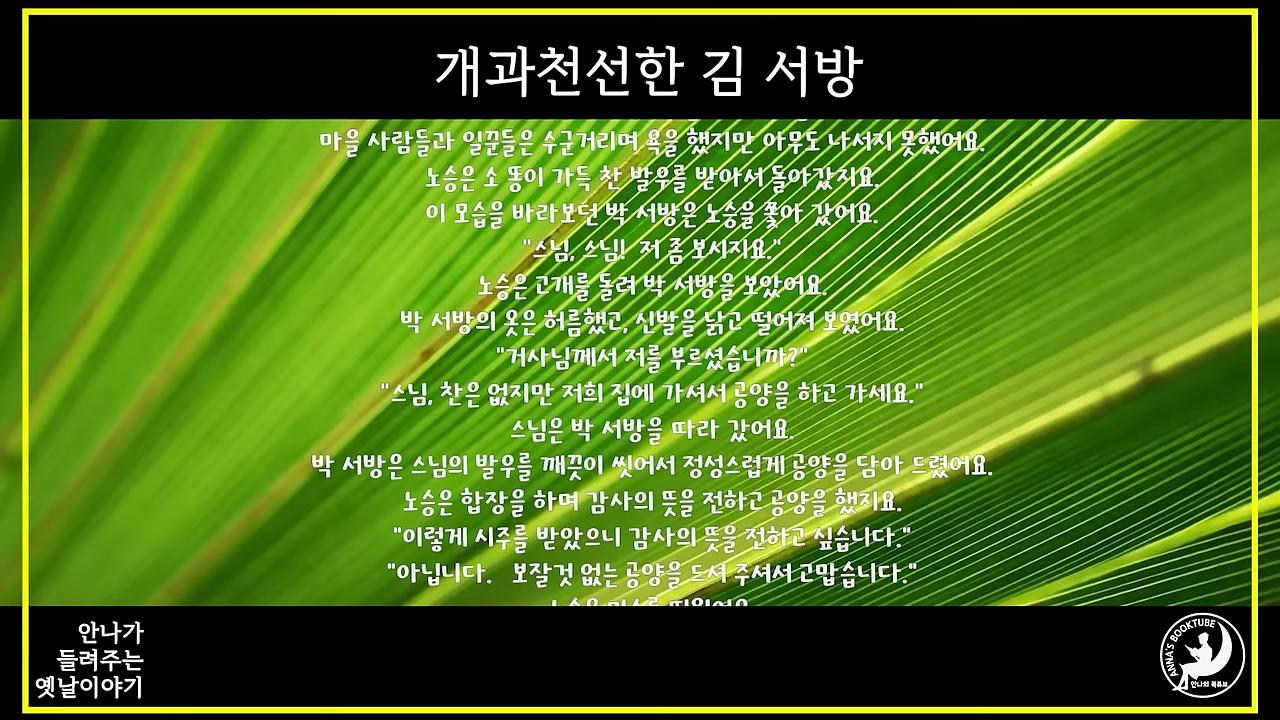 개과천선한 김 서방
마을 사람들과 일꾼들은 수군거리며 욕을 했지만 아무도 나서지 못했어요.
노승은 소 똥이 가득 찬 발우를 받아서 돌아갔지요.
이 모습을 바라보던 박 서방은 노승을 쫓아 갔어요.
"스님, 스님! 저 좀 보시지요."
노승은 고개를 돌려 박 서방을 보았어요.
박 서방의 옷은 허름했고, 신발을 낡고 떨어져 보였어요.
"거사님께서 저를 부르셨습니까?"
"스님, 찬은 없지만 저희 집에 가셔서 공양을 하고 가세요."
스님은 박 서방을 따라 갔어요.
박 서방은 스님의 발우를 깨끗이 씻어서 정성스럽게 공양을 담아 드렸어요.
노승은 합장을 하며 감사의 뜻을 전하고 공양을 했지요.
"이렇게 시주를 받았으니 감사의 뜻을 전하고 싶습니다."
"아닙니다. 보잘것 없는 공양을 드셔 주셔서 고맙습니다."
안나가
들려주는
옛날이야기
ANNA'S BOOKTUBE
안나의 북튜브